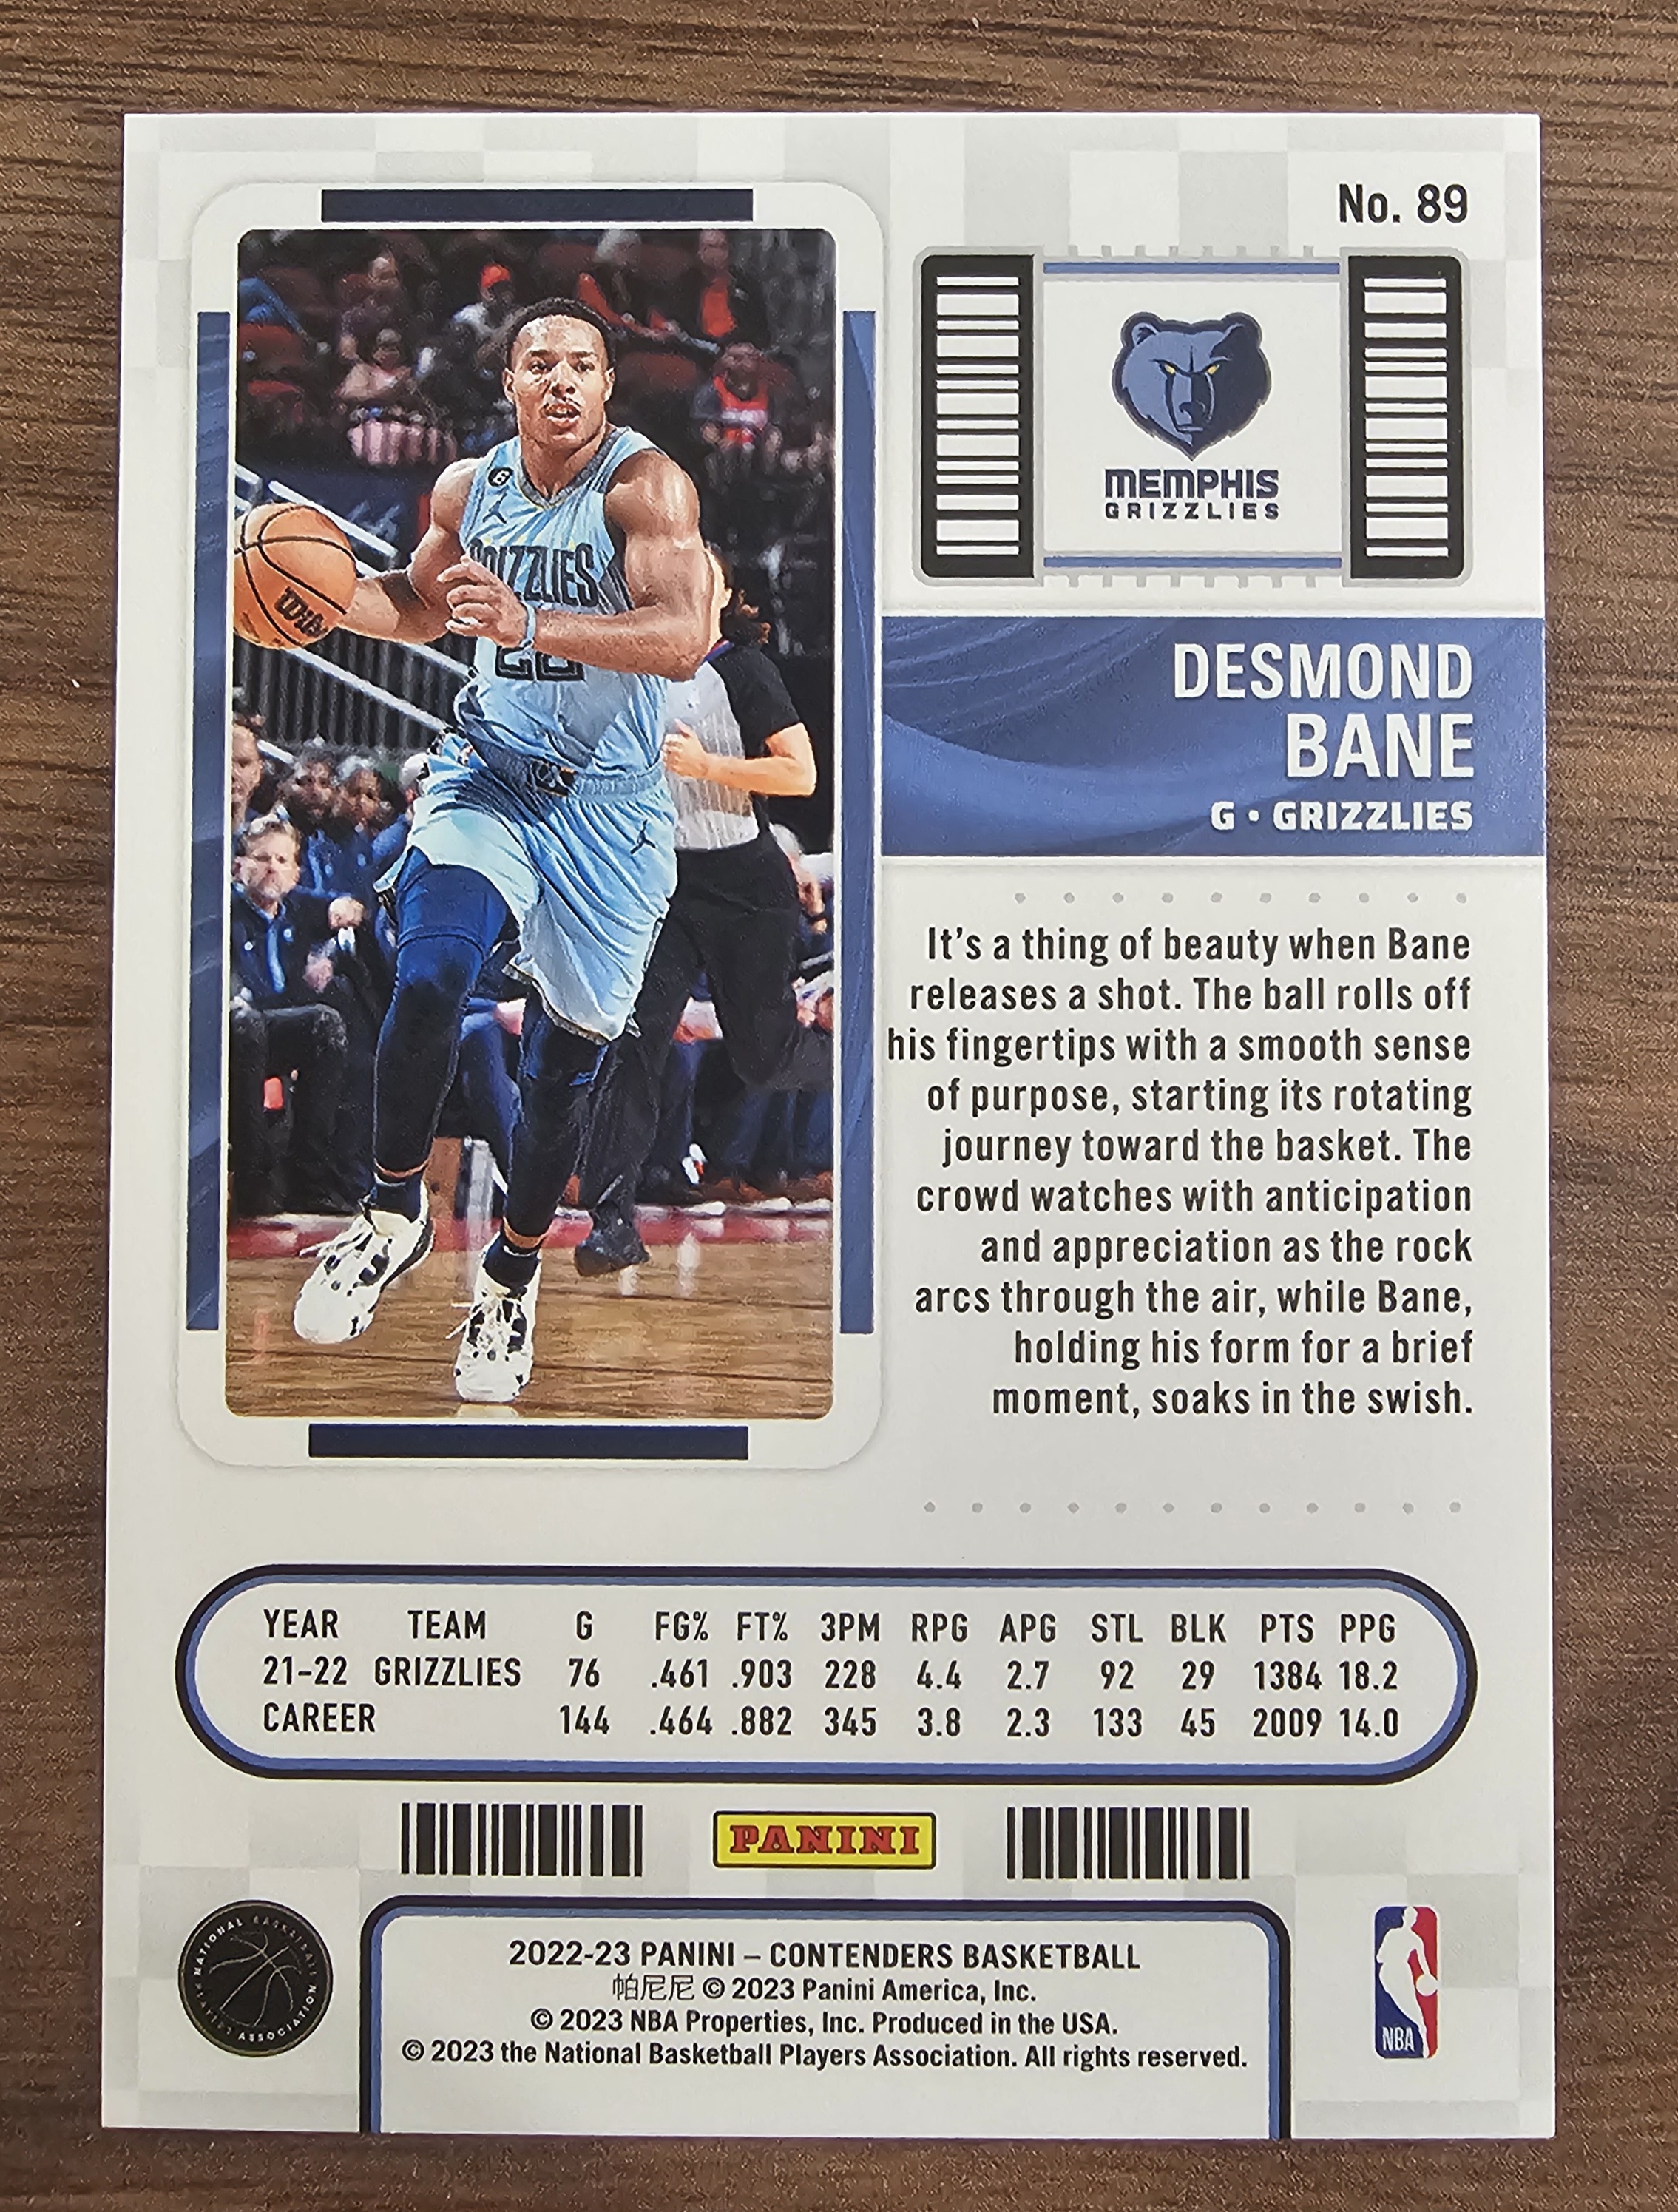 No. 89
MEMPHIS
GRIZZLIES
DESMOND
BANE
G • GRIZZLIES
It's a thing of beauty when Bane
releases a shot. The ball rolls off
his fingertips with a smooth sense
of purpose, starting its rotating
journey toward the basket. The
crowd watches with anticipation
and appreciation as the rock
arcs through the air, while Bane,
holding his form for a brief
moment, soaks in the swish.
6
GRIZZLIES
YEAR TEAM G FG% FT% 3PM RPG APG STL BLK PTS PPG
21-22 GRIZZLIES 76 .461 .903 228 4.4 2.7 92 29 1384 18.2
CAREER 144 .464 .882 345 3.8 2.3 133 45 2009 14.0
PANINI
NATIONAL BASKETBALL
PLAYERS ASSOCIATION
2022-23 PANINI – CONTENDERS BASKETBALL
帕尼尼 © 2023 Panini America, Inc.
© 2023 NBA Properties, Inc. Produced in the USA.
© 2023 the National Basketball Players Association. All rights reserved.
NBA